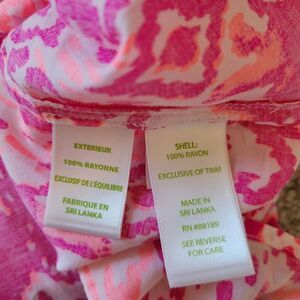 EXTERIEUR
100% RAYONNE
EXCLUSIF DE L'ÉQUILIBRE
FABRIQUE EN
SRI LANKA
SHELL:
100% RAYON
EXCLUSIVE OF TRIM
MADE IN
SRI LANKA
RN #88189
SEE REVERSE
FOR CARE